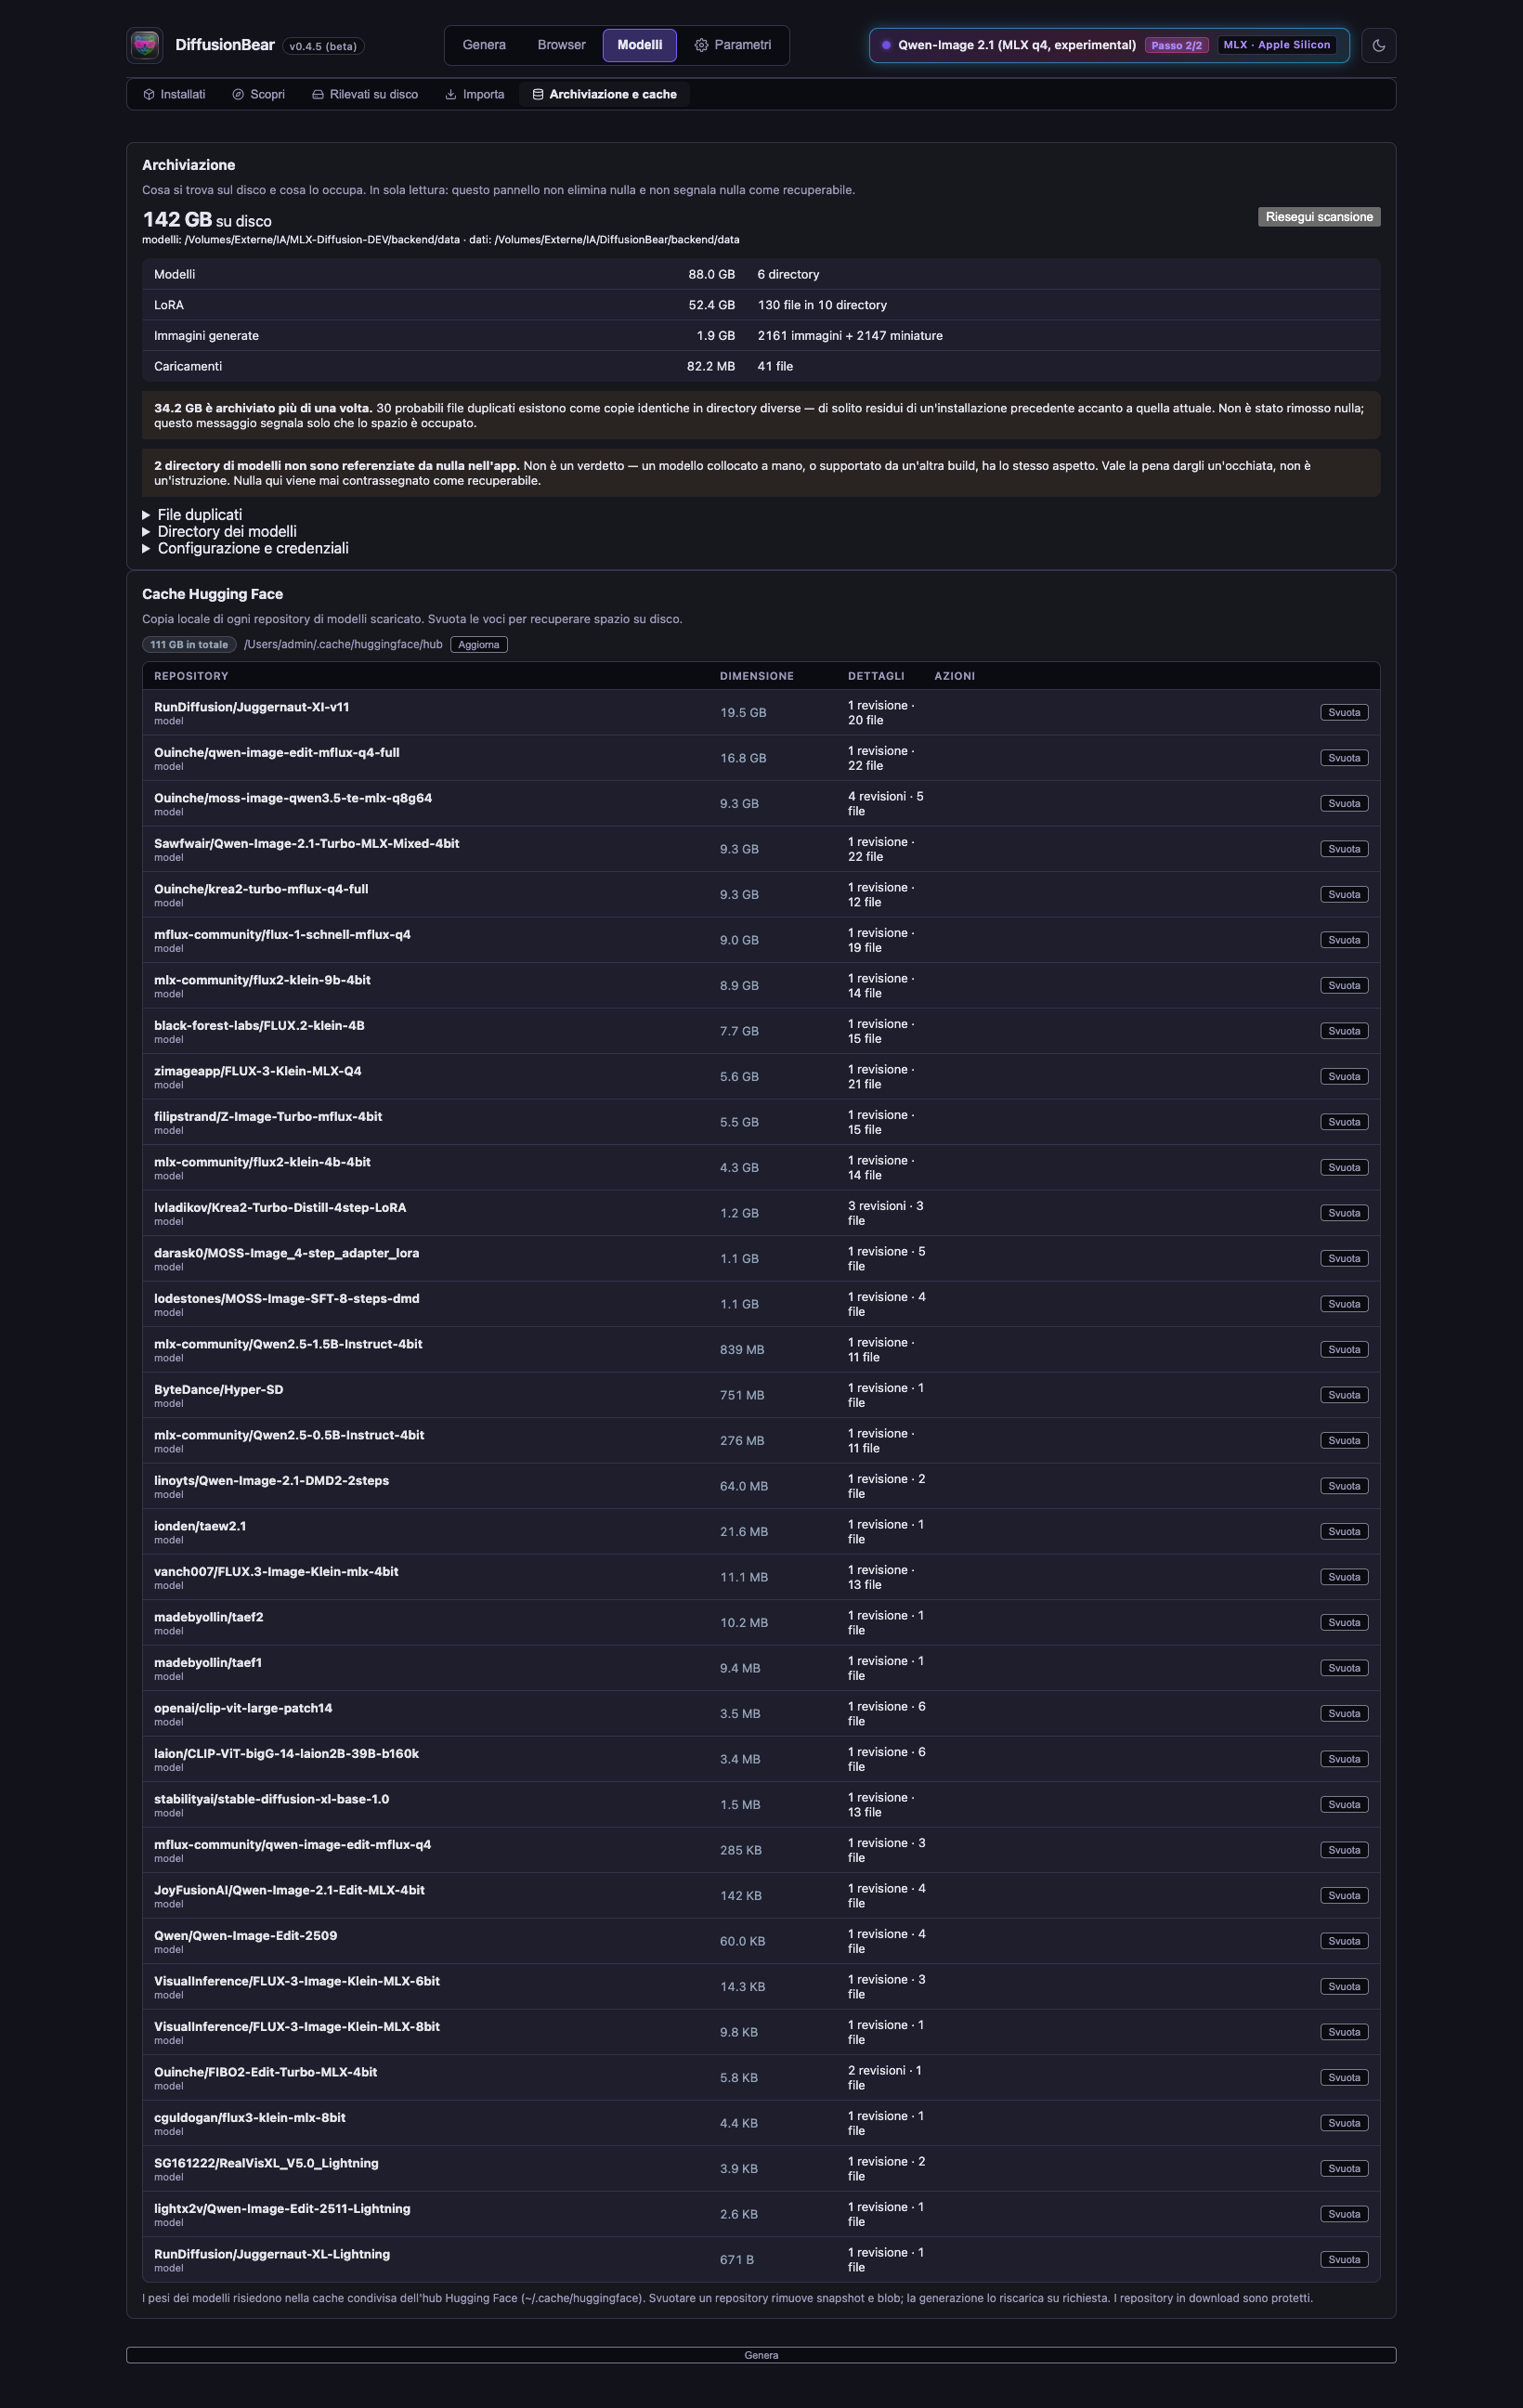 DiffusionBear v0.4.5 (beta)
Genera Browser Modelli Parametri
Qwen-Image 2.1 (MLX q4, experimental) Passo 2/2 MLX · Apple Silicon
Installati Scopri Rilevati su disco Importa Archiviazione e cache
Archiviazione
Cosa si trova sul disco e cosa lo occupa. In sola lettura: questo pannello non elimina nulla e non segnala nulla come recuperabile.
142 GB su disco
Riesegui scansione
modelli: /Volumes/Externe/IA/MLX-Diffusion-DEV/backend/data · dati: /Volumes/Externe/IA/DiffusionBear/backend/data
Modelli 88.0 GB 6 directory
LoRA 52.4 GB 130 file in 10 directory
Immagini generate 1.9 GB 2161 immagini + 2147 miniature
Caricamenti 82.2 MB 41 file
34.2 GB è archiviato più di una volta. 30 probabili file duplicati esistono come copie identiche in directory diverse — di solito residui di un'installazione precedente accanto a quella attuale. Non è stato rimosso nulla;
questo messaggio segnala solo che lo spazio è occupato.
2 directory di modelli non sono referenziate da nulla nell'app. Non è un verdetto — un modello collocato a mano, o supportato da un'altra build, ha lo stesso aspetto. Vale la pena dargli un'occhiata, non è
un'istruzione. Nulla qui viene mai contrassegnato come recuperabile.
File duplicati
Directory dei modelli
Configurazione e credenziali
Cache Hugging Face
Copia locale di ogni repository di modelli scaricato. Svuota le voci per recuperare spazio su disco.
111 GB in totale /Users/admin/.cache/huggingface/hub Aggiorna
REPOSITORY DIMENSIONE DETTAGLI AZIONI
RunDiffusion/Juggernaut-XI-v11
model
19.5 GB
1 revisione ·
20 file
Svuota
Ouinche/qwen-image-edit-mflux-q4-full
model
16.8 GB
1 revisione ·
22 file
Svuota
Ouinche/moss-image-qwen3.5-te-mlx-q8g64
model
9.3 GB
4 revisioni · 5
file
Svuota
Sawfwair/Qwen-Image-2.1-Turbo-MLX-Mixed-4bit
model
9.3 GB
1 revisione ·
22 file
Svuota
Ouinche/krea2-turbo-mflux-q4-full
model
9.3 GB
1 revisione ·
12 file
Svuota
mflux-community/flux-1-schnell-mflux-q4
model
9.0 GB
1 revisione ·
19 file
Svuota
mlx-community/flux2-klein-9b-4bit
model
8.9 GB
1 revisione ·
14 file
Svuota
black-forest-labs/FLUX.2-klein-4B
model
7.7 GB
1 revisione ·
15 file
Svuota
zimageapp/FLUX-3-Klein-MLX-Q4
model
5.6 GB
1 revisione ·
21 file
Svuota
filipstrand/Z-Image-Turbo-mflux-4bit
model
5.5 GB
1 revisione ·
15 file
Svuota
mlx-community/flux2-klein-4b-4bit
model
4.3 GB
1 revisione ·
14 file
Svuota
lvladikov/Krea2-Turbo-Distill-4step-LoRA
model
1.2 GB
3 revisioni · 3
file
Svuota
darask0/MOSS-Image_4-step_adapter_lora
model
1.1 GB
1 revisione · 5
file
Svuota
lodestones/MOSS-Image-SFT-8-steps-dmd
model
1.1 GB
1 revisione · 4
file
Svuota
mlx-community/Qwen2.5-1.5B-Instruct-4bit
model
839 MB
1 revisione ·
11 file
Svuota
ByteDance/Hyper-SD
model
751 MB
1 revisione · 1
file
Svuota
mlx-community/Qwen2.5-0.5B-Instruct-4bit
model
276 MB
1 revisione ·
11 file
Svuota
linoyts/Qwen-Image-2.1-DMD2-2steps
model
64.0 MB
1 revisione · 2
file
Svuota
ionden/taew2.1
model
21.6 MB
1 revisione · 1
file
Svuota
vanch007/FLUX.3-Image-Klein-mlx-4bit
model
11.1 MB
1 revisione ·
13 file
Svuota
madebyollin/taef2
model
10.2 MB
1 revisione · 1
file
Svuota
madebyollin/taef1
model
9.4 MB
1 revisione · 1
file
Svuota
openai/clip-vit-large-patch14
model
3.5 MB
1 revisione · 6
file
Svuota
laion/CLIP-ViT-bigG-14-laion2B-39B-b160k
model
3.4 MB
1 revisione · 6
file
Svuota
stabilityai/stable-diffusion-xl-base-1.0
model
1.5 MB
1 revisione ·
13 file
Svuota
mflux-community/qwen-image-edit-mflux-q4
model
285 KB
1 revisione · 3
file
Svuota
JoyFusionAI/Qwen-Image-2.1-Edit-MLX-4bit
model
142 KB
1 revisione · 4
file
Svuota
Qwen/Qwen-Image-Edit-2509
model
60.0 KB
1 revisione · 4
file
Svuota
VisualInference/FLUX-3-Image-Klein-MLX-6bit
model
14.3 KB
1 revisione · 3
file
Svuota
VisualInference/FLUX-3-Image-Klein-MLX-8bit
model
9.8 KB
1 revisione · 1
file
Svuota
Ouinche/FIBO2-Edit-Turbo-MLX-4bit
model
5.8 KB
2 revisioni · 1
file
Svuota
cguldogan/flux3-klein-mlx-8bit
model
4.4 KB
1 revisione · 1
file
Svuota
SG161222/RealVisXL_V5.0_Lightning
model
3.9 KB
1 revisione · 2
file
Svuota
lightx2v/Qwen-Image-Edit-2511-Lightning
model
2.6 KB
1 revisione · 1
file
Svuota
RunDiffusion/Juggernaut-XL-Lightning
model
671 B
1 revisione · 1
file
Svuota
I pesi dei modelli risiedono nella cache condivisa dell'hub Hugging Face (~/.cache/huggingface). Svuotare un repository rimuove snapshot e blob; la generazione lo riscarica su richiesta. I repository in download sono protetti.
Genera